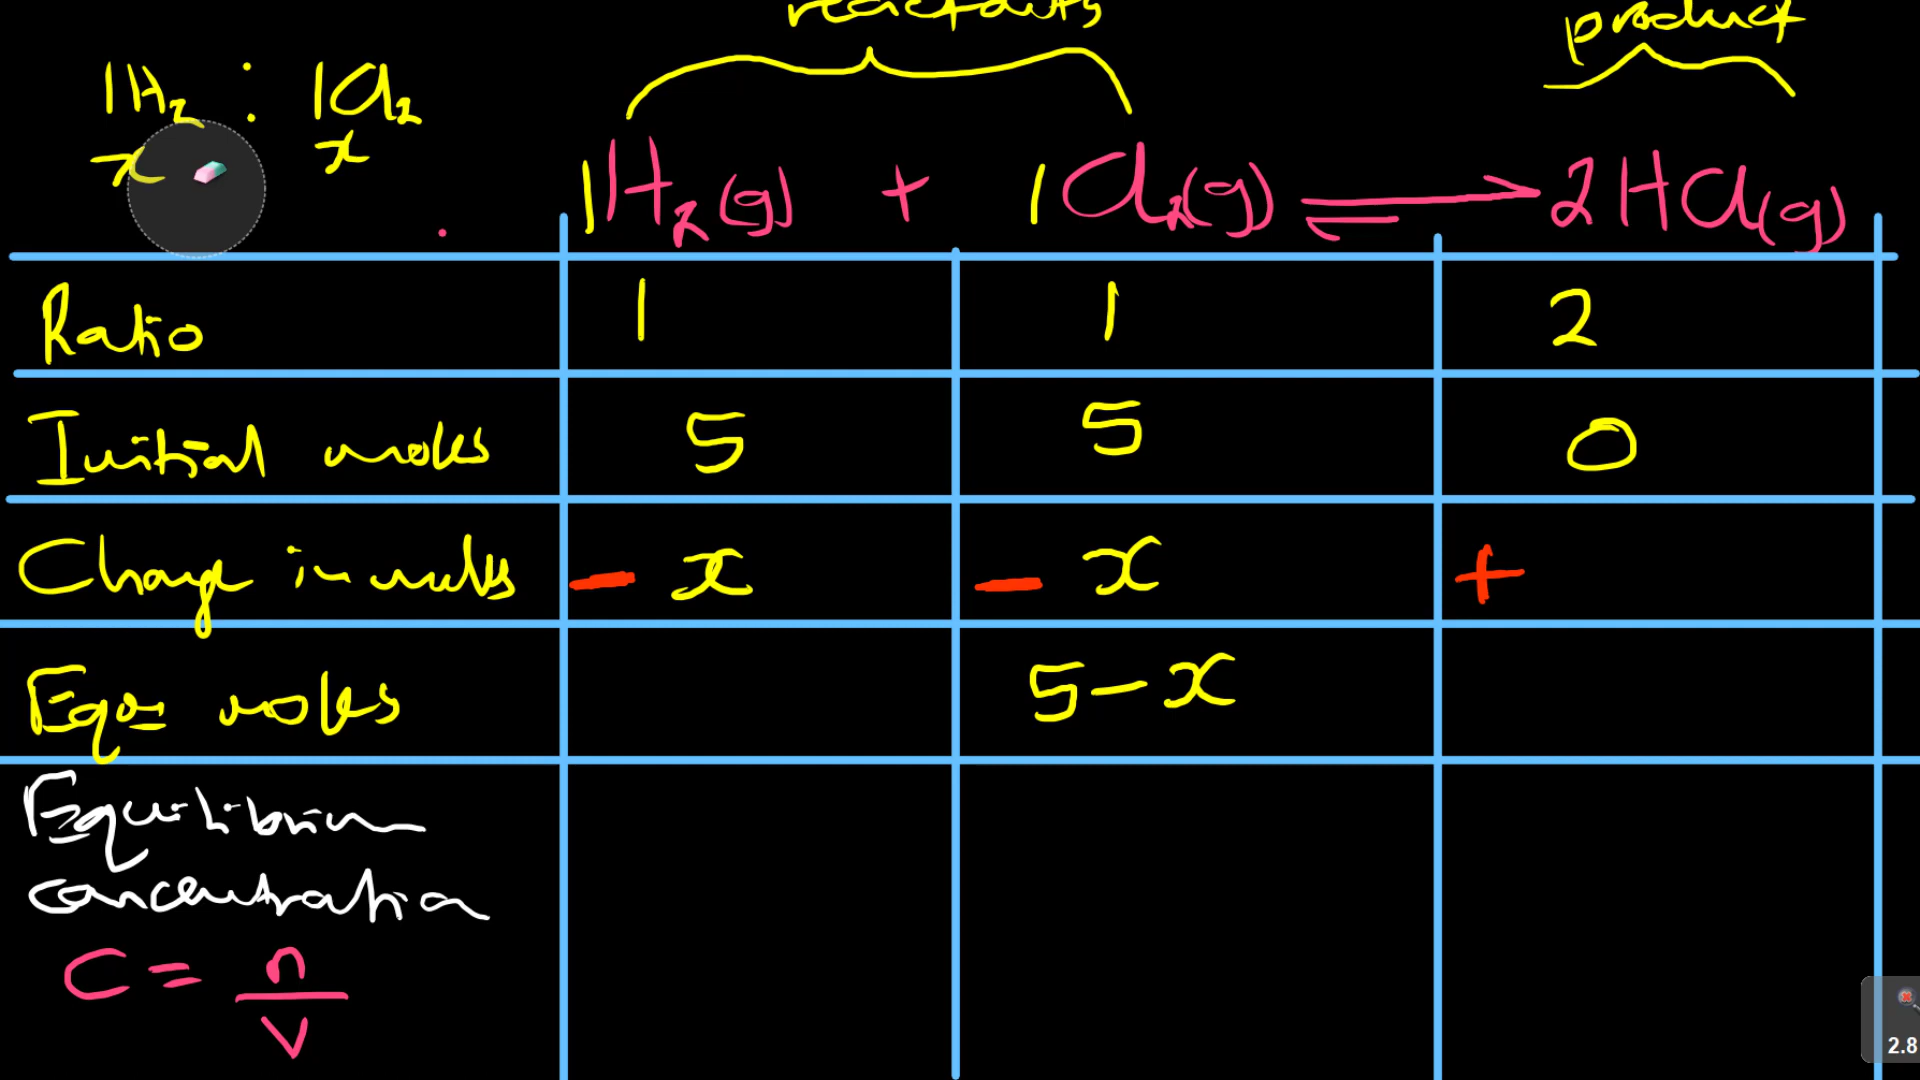 reactants product
1H2 : 1Cl2
x x
1H2(g) + 1Cl2(g) ⇌ 2HCl(g)
Ratio 1 1 2
Initial moles 5 5 0
Change in moles - x - x +
Eqm moles 5 - x
Equilibrium
concentration
C = n/V
2.8